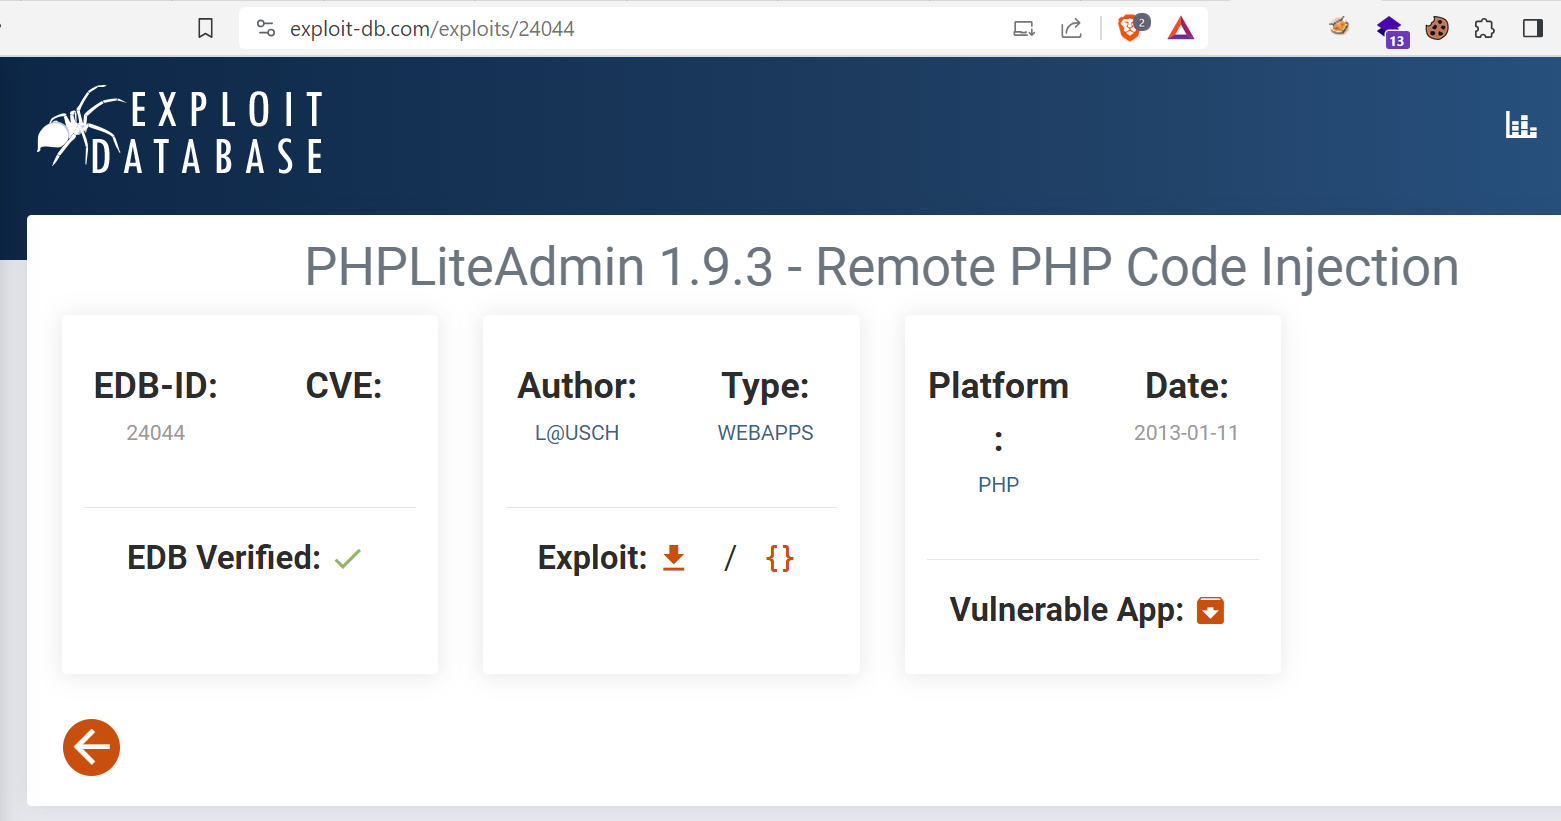 exploit-db.com/exploits/24044
2
13
EXPLOIT
DATABASE
PHPLiteAdmin 1.9.3 - Remote PHP Code Injection
EDB-ID:
24044
CVE:
EDB Verified:
Author:
L@USCH
Type:
WEBAPPS
Exploit: / {}
Platform
:
PHP
Date:
2013-01-11
Vulnerable App: